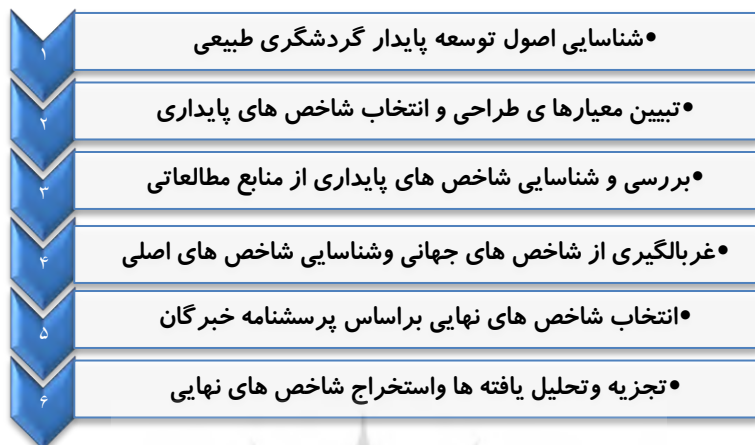 ۱ •شناسایی اصول توسعه پایدار گردشگری طبیعی
۲ •تبیین معیارها ی طراحی و انتخاب شاخص های پایداری
۳ •بررسی و شناسایی شاخص های پایداری از منابع مطالعاتی
۴ •غربالگیری از شاخص های جهانی وشناسایی شاخص های اصلی
۵ •انتخاب شاخص های نهایی براساس پرسشنامه خبرگان
۶ •تجزیه وتحلیل یافته ها واستخراج شاخص های نهایی